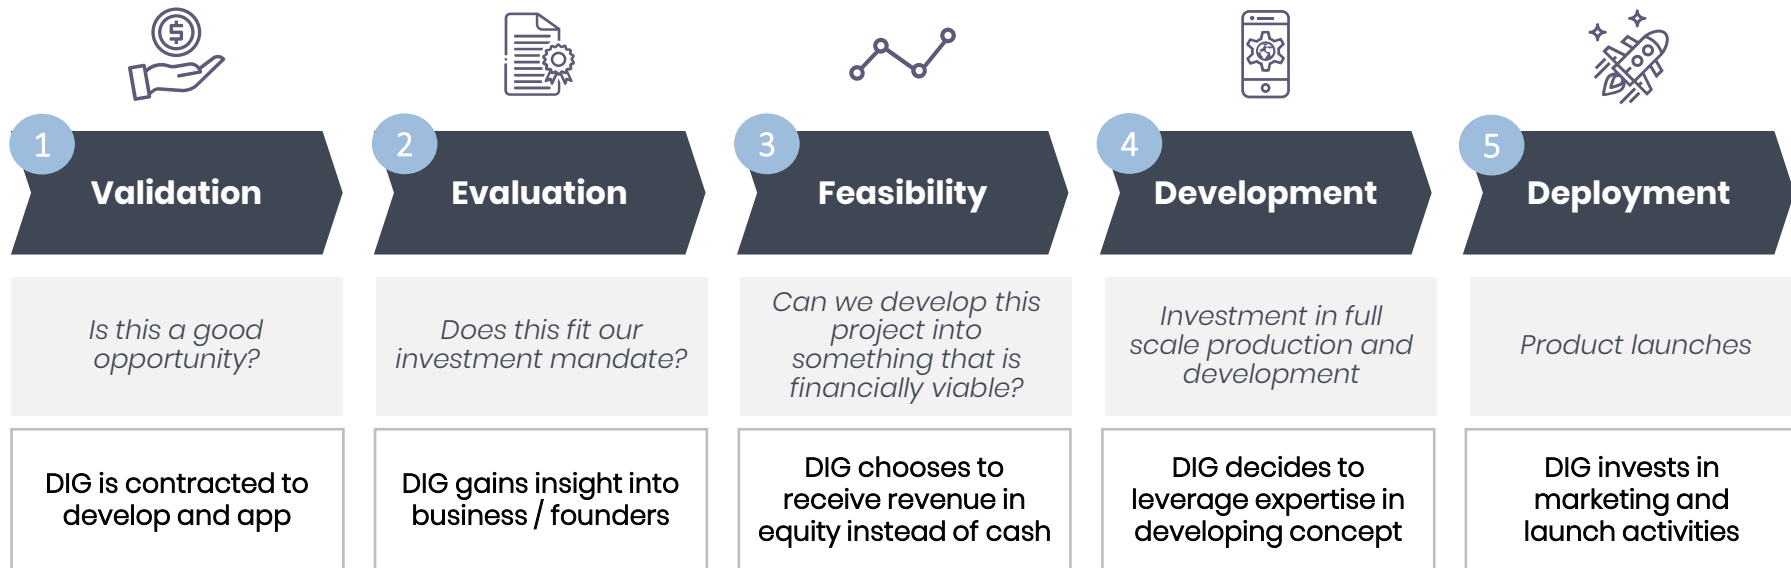 $
1
2
3
4
5
Validation
Evaluation
Feasibility
Development
Deployment
Is this a good
opportunity?
Does this fit our
investment mandate?
Can we develop this
project into
something that is
financially viable?
Investment in full
scale production and
development
Product launches
DIG is contracted to
develop and app
DIG gains insight into
business / founders
DIG chooses to
receive revenue in
equity instead of cash
DIG decides to
leverage expertise in
developing concept
DIG invests in
marketing and
launch activities